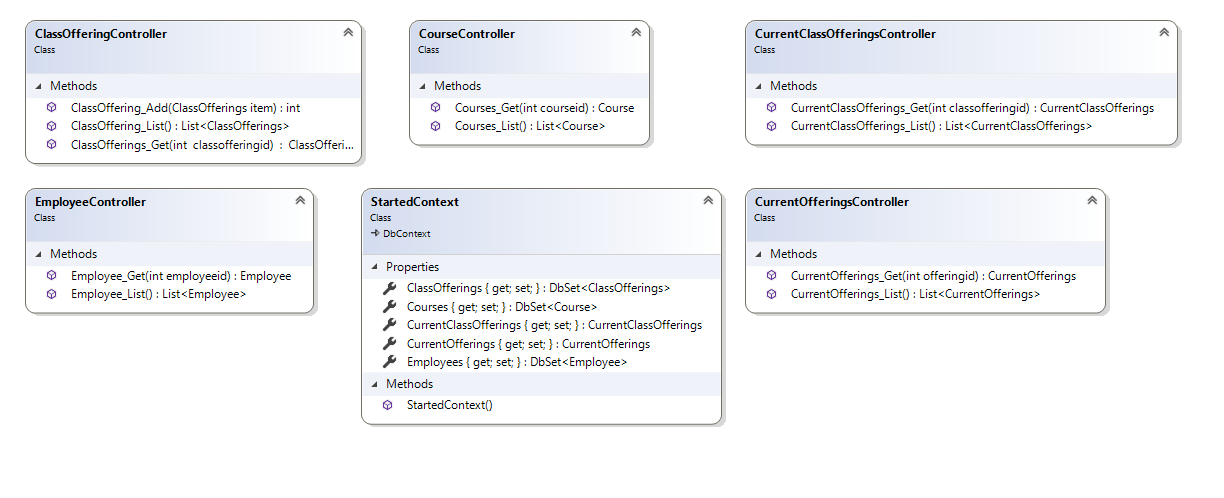 ClassOfferingController
Class
Methods
ClassOffering_Add(ClassOfferings item) : int
ClassOffering_List() : List<ClassOfferings>
ClassOfferings_Get(int classofferingid) : ClassOfferi...
CourseController
Class
Methods
Courses_Get(int courseid) : Course
Courses_List() : List<Course>
CurrentClassOfferingsController
Class
Methods
CurrentClassOfferings_Get(int classofferingid) : CurrentClassOfferings
CurrentClassOfferings_List() : List<CurrentClassOfferings>
EmployeeController
Class
Methods
Employee_Get(int employeeid) : Employee
Employee_List() : List<Employee>
StartedContext
Class
DbContext
Properties
ClassOfferings { get; set; } : DbSet<ClassOfferings>
Courses { get; set; } : DbSet<Course>
CurrentClassOfferings { get; set; } : CurrentClassOfferings
CurrentOfferings { get; set; } : CurrentOfferings
Employees { get; set; } : DbSet<Employee>
Methods
StartedContext()
CurrentOfferingsController
Class
Methods
CurrentOfferings_Get(int offeringid) : CurrentOfferings
CurrentOfferings_List() : List<CurrentOfferings>